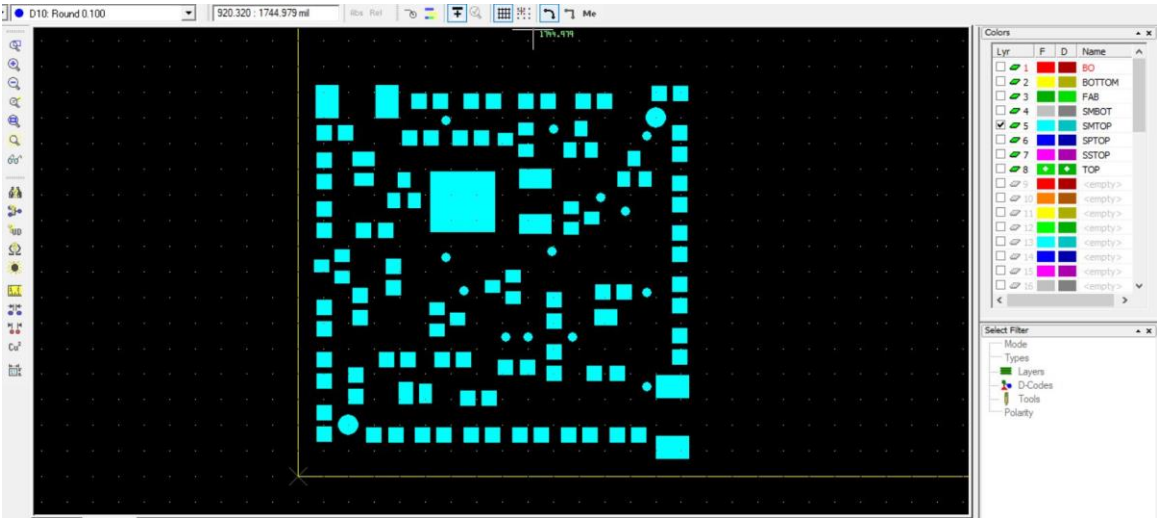 D10: Round 0.100
920.320 : 1744.979 mil
Abs Rel
Me
1744.979
Colors
Lyr F D Name
1 BO
2 BOTTOM
3 FAB
4 SMBOT
5 SMTOP
6 SPTOP
7 SSTOP
8 TOP
9 <empty>
10 <empty>
11 <empty>
12 <empty>
13 <empty>
14 <empty>
15 <empty>
16 <empty>
Select Filter
Mode
Types
Layers
D-Codes
Tools
Polarity